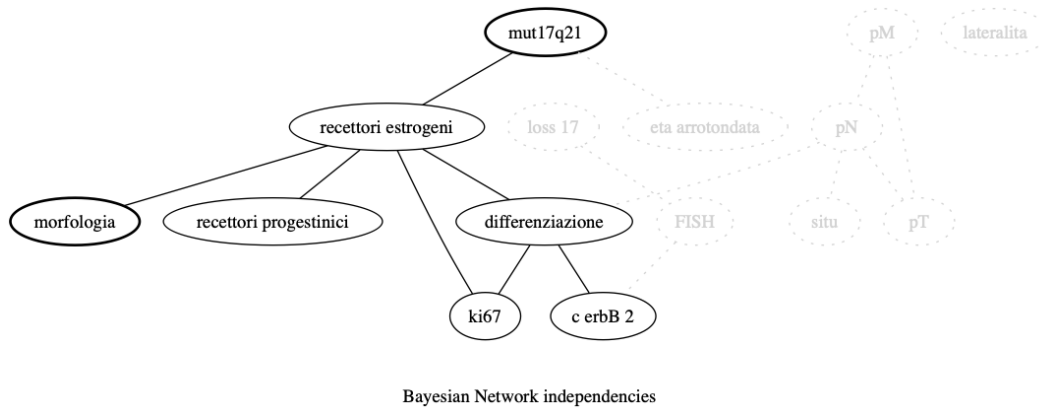 mut17q21
pM
lateralita
recettori estrogeni
loss 17
eta arrotondata
pN
morfologia
recettori progestinici
differenziazione
FISH
situ
pT
ki67
c erbB 2
Bayesian Network independencies